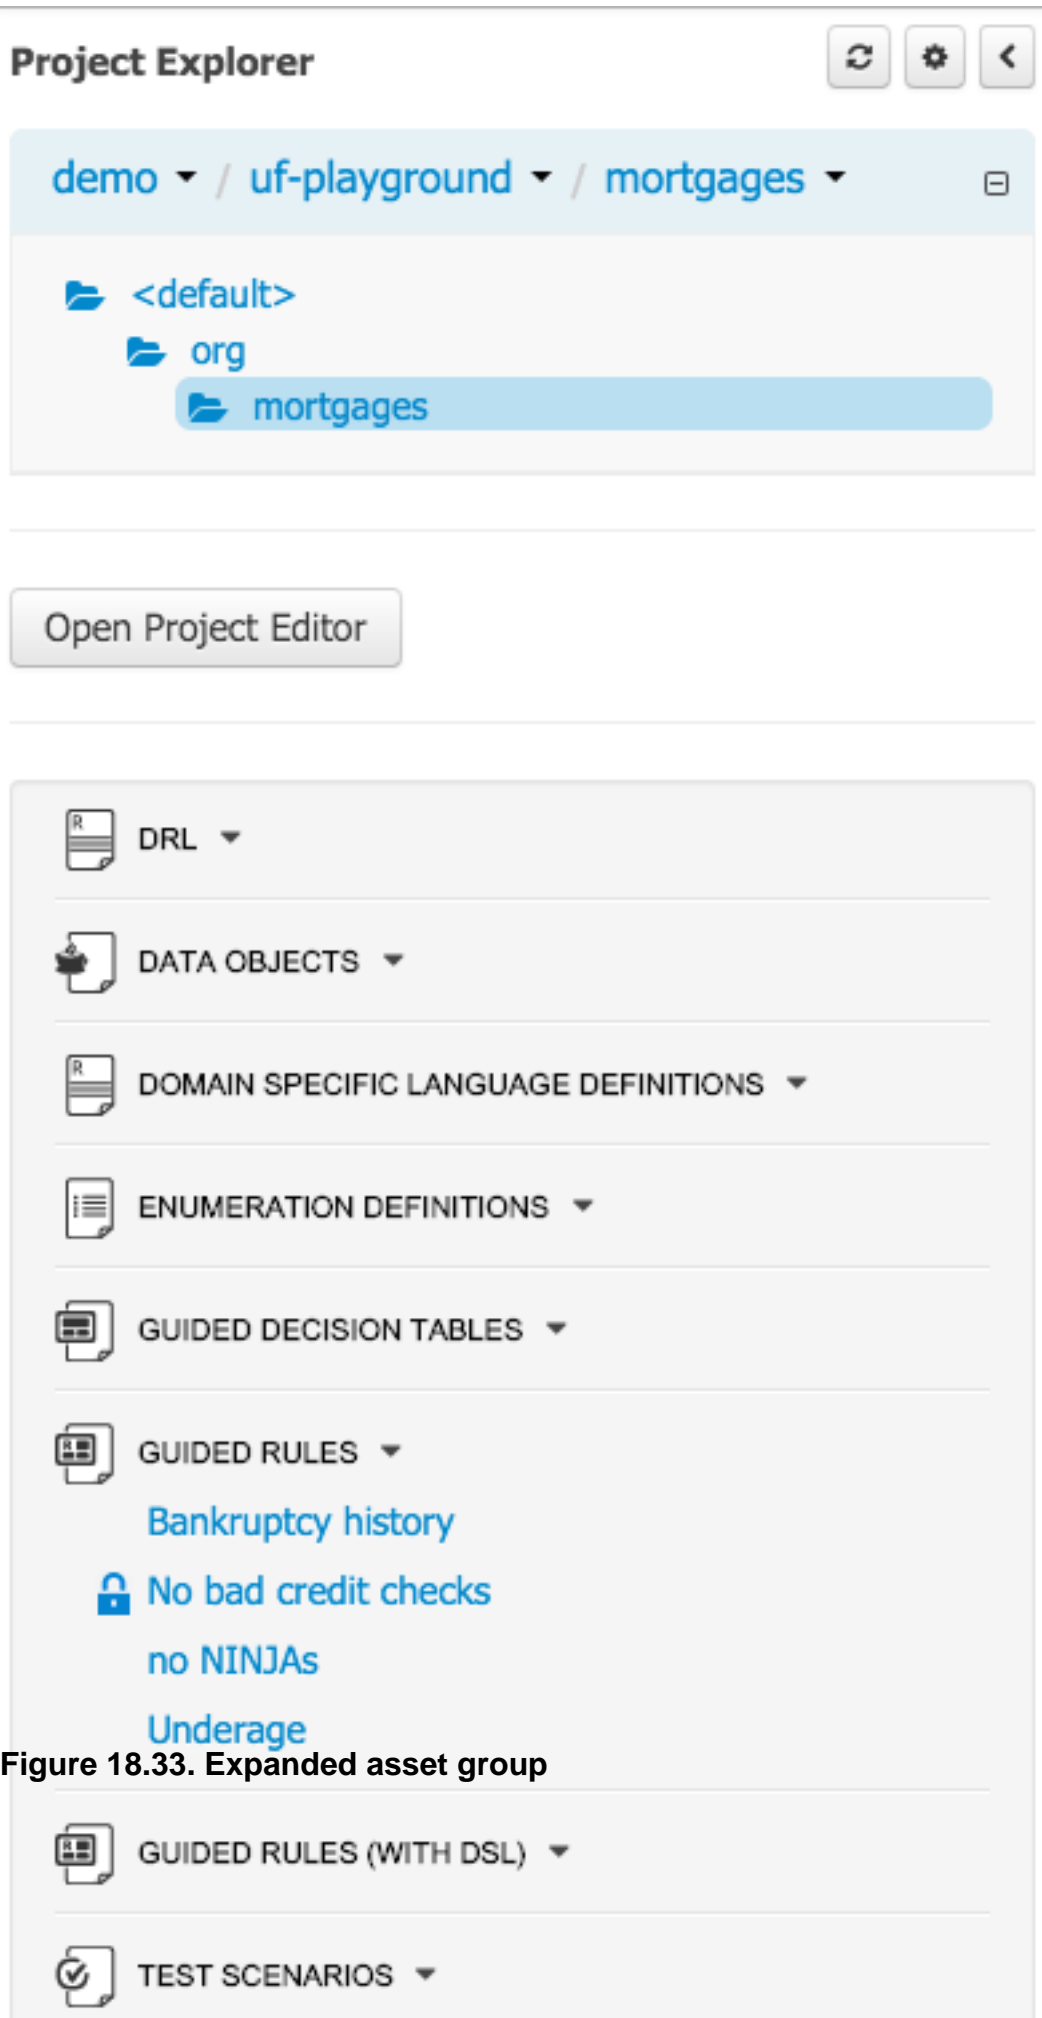 Project Explorer
demo / uf-playground / mortgages
<default>
org
mortgages
Open Project Editor
DRL
DATA OBJECTS
DOMAIN SPECIFIC LANGUAGE DEFINITIONS
ENUMERATION DEFINITIONS
GUIDED DECISION TABLES
GUIDED RULES
Bankruptcy history
No bad credit checks
no NINJAs
Underage
Figure 18.33. Expanded asset group
GUIDED RULES (WITH DSL)
TEST SCENARIOS